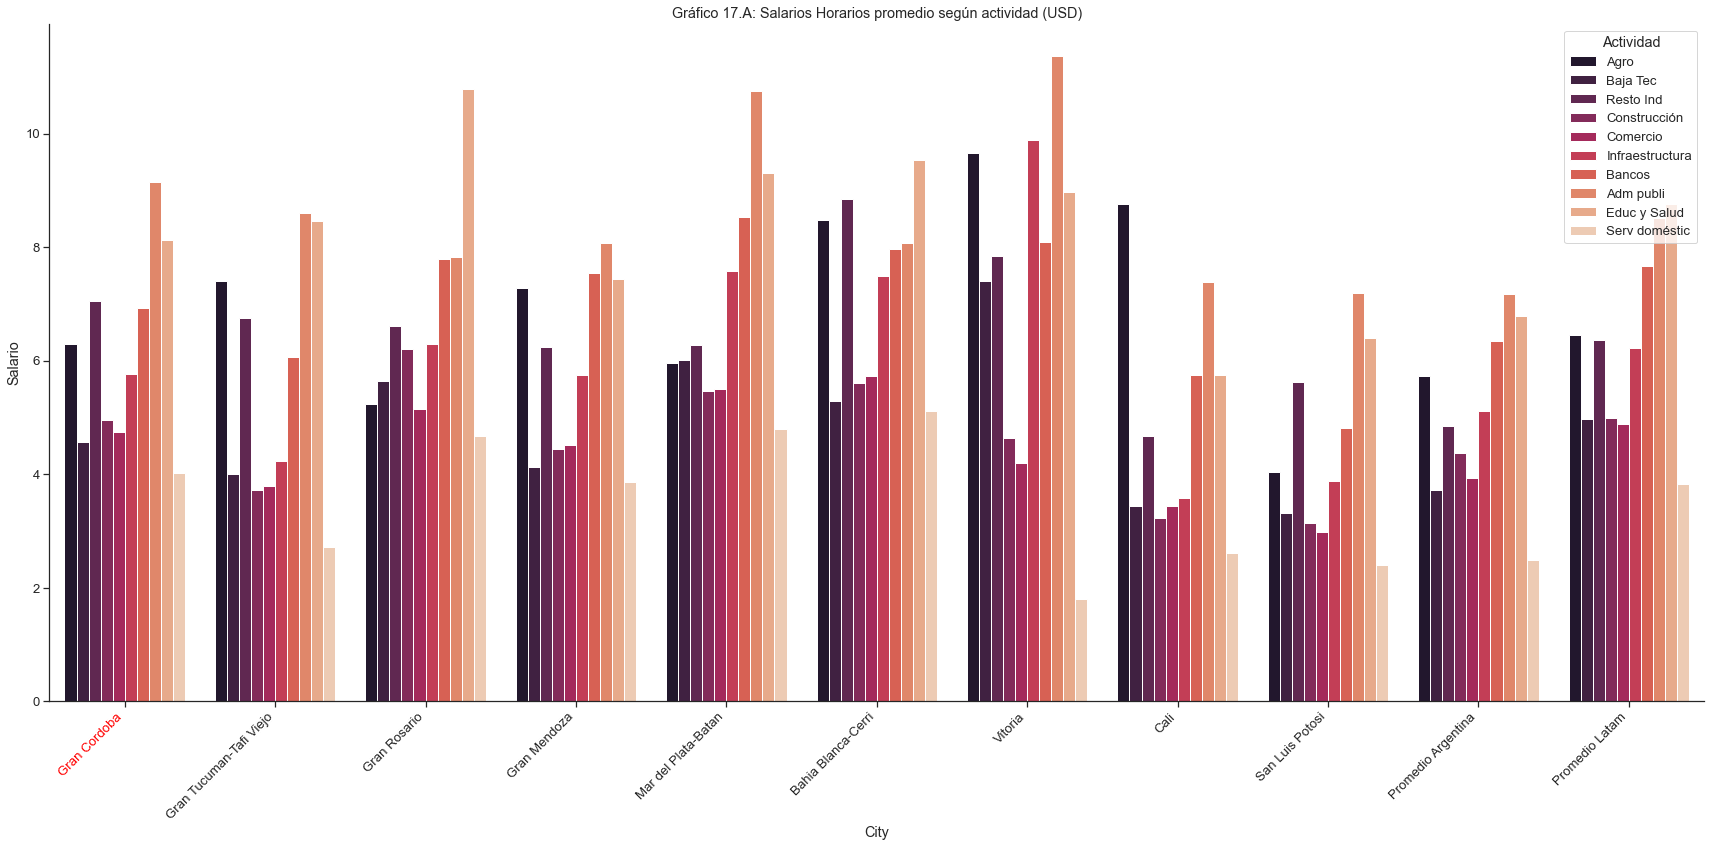 Gráfico 17.A: Salarios Horarios promedio según actividad (USD)
Actividad
Agro
Baja Tec
Resto Ind
Construcción
Comercio
Infraestructura
Bancos
Adm publi
Educ y Salud
Serv doméstic
Salario
10
8
6
4
2
0
Gran Cordoba
Gran Tucuman-Tafi Viejo
Gran Rosario
Gran Mendoza
Mar del Plata-Batan
Bahia Blanca-Cerri
Vitoria
Cali
San Luis Potosi
Promedio Argentina
Promedio Latam
City